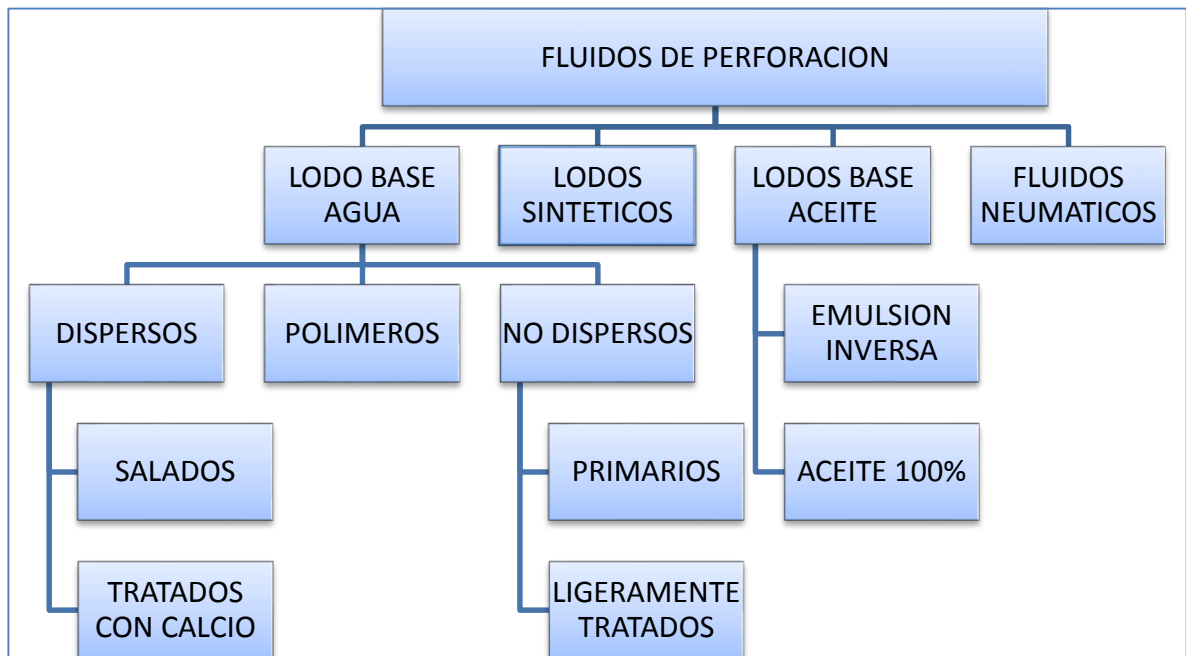 FLUIDOS DE PERFORACION
LODO BASE
AGUA
LODOS
SINTETICOS
LODOS BASE
ACEITE
FLUIDOS
NEUMATICOS
DISPERSOS
POLIMEROS
NO DISPERSOS
EMULSION
INVERSA
SALADOS
PRIMARIOS
ACEITE 100%
TRATADOS
CON CALCIO
LIGERAMENTE
TRATADOS